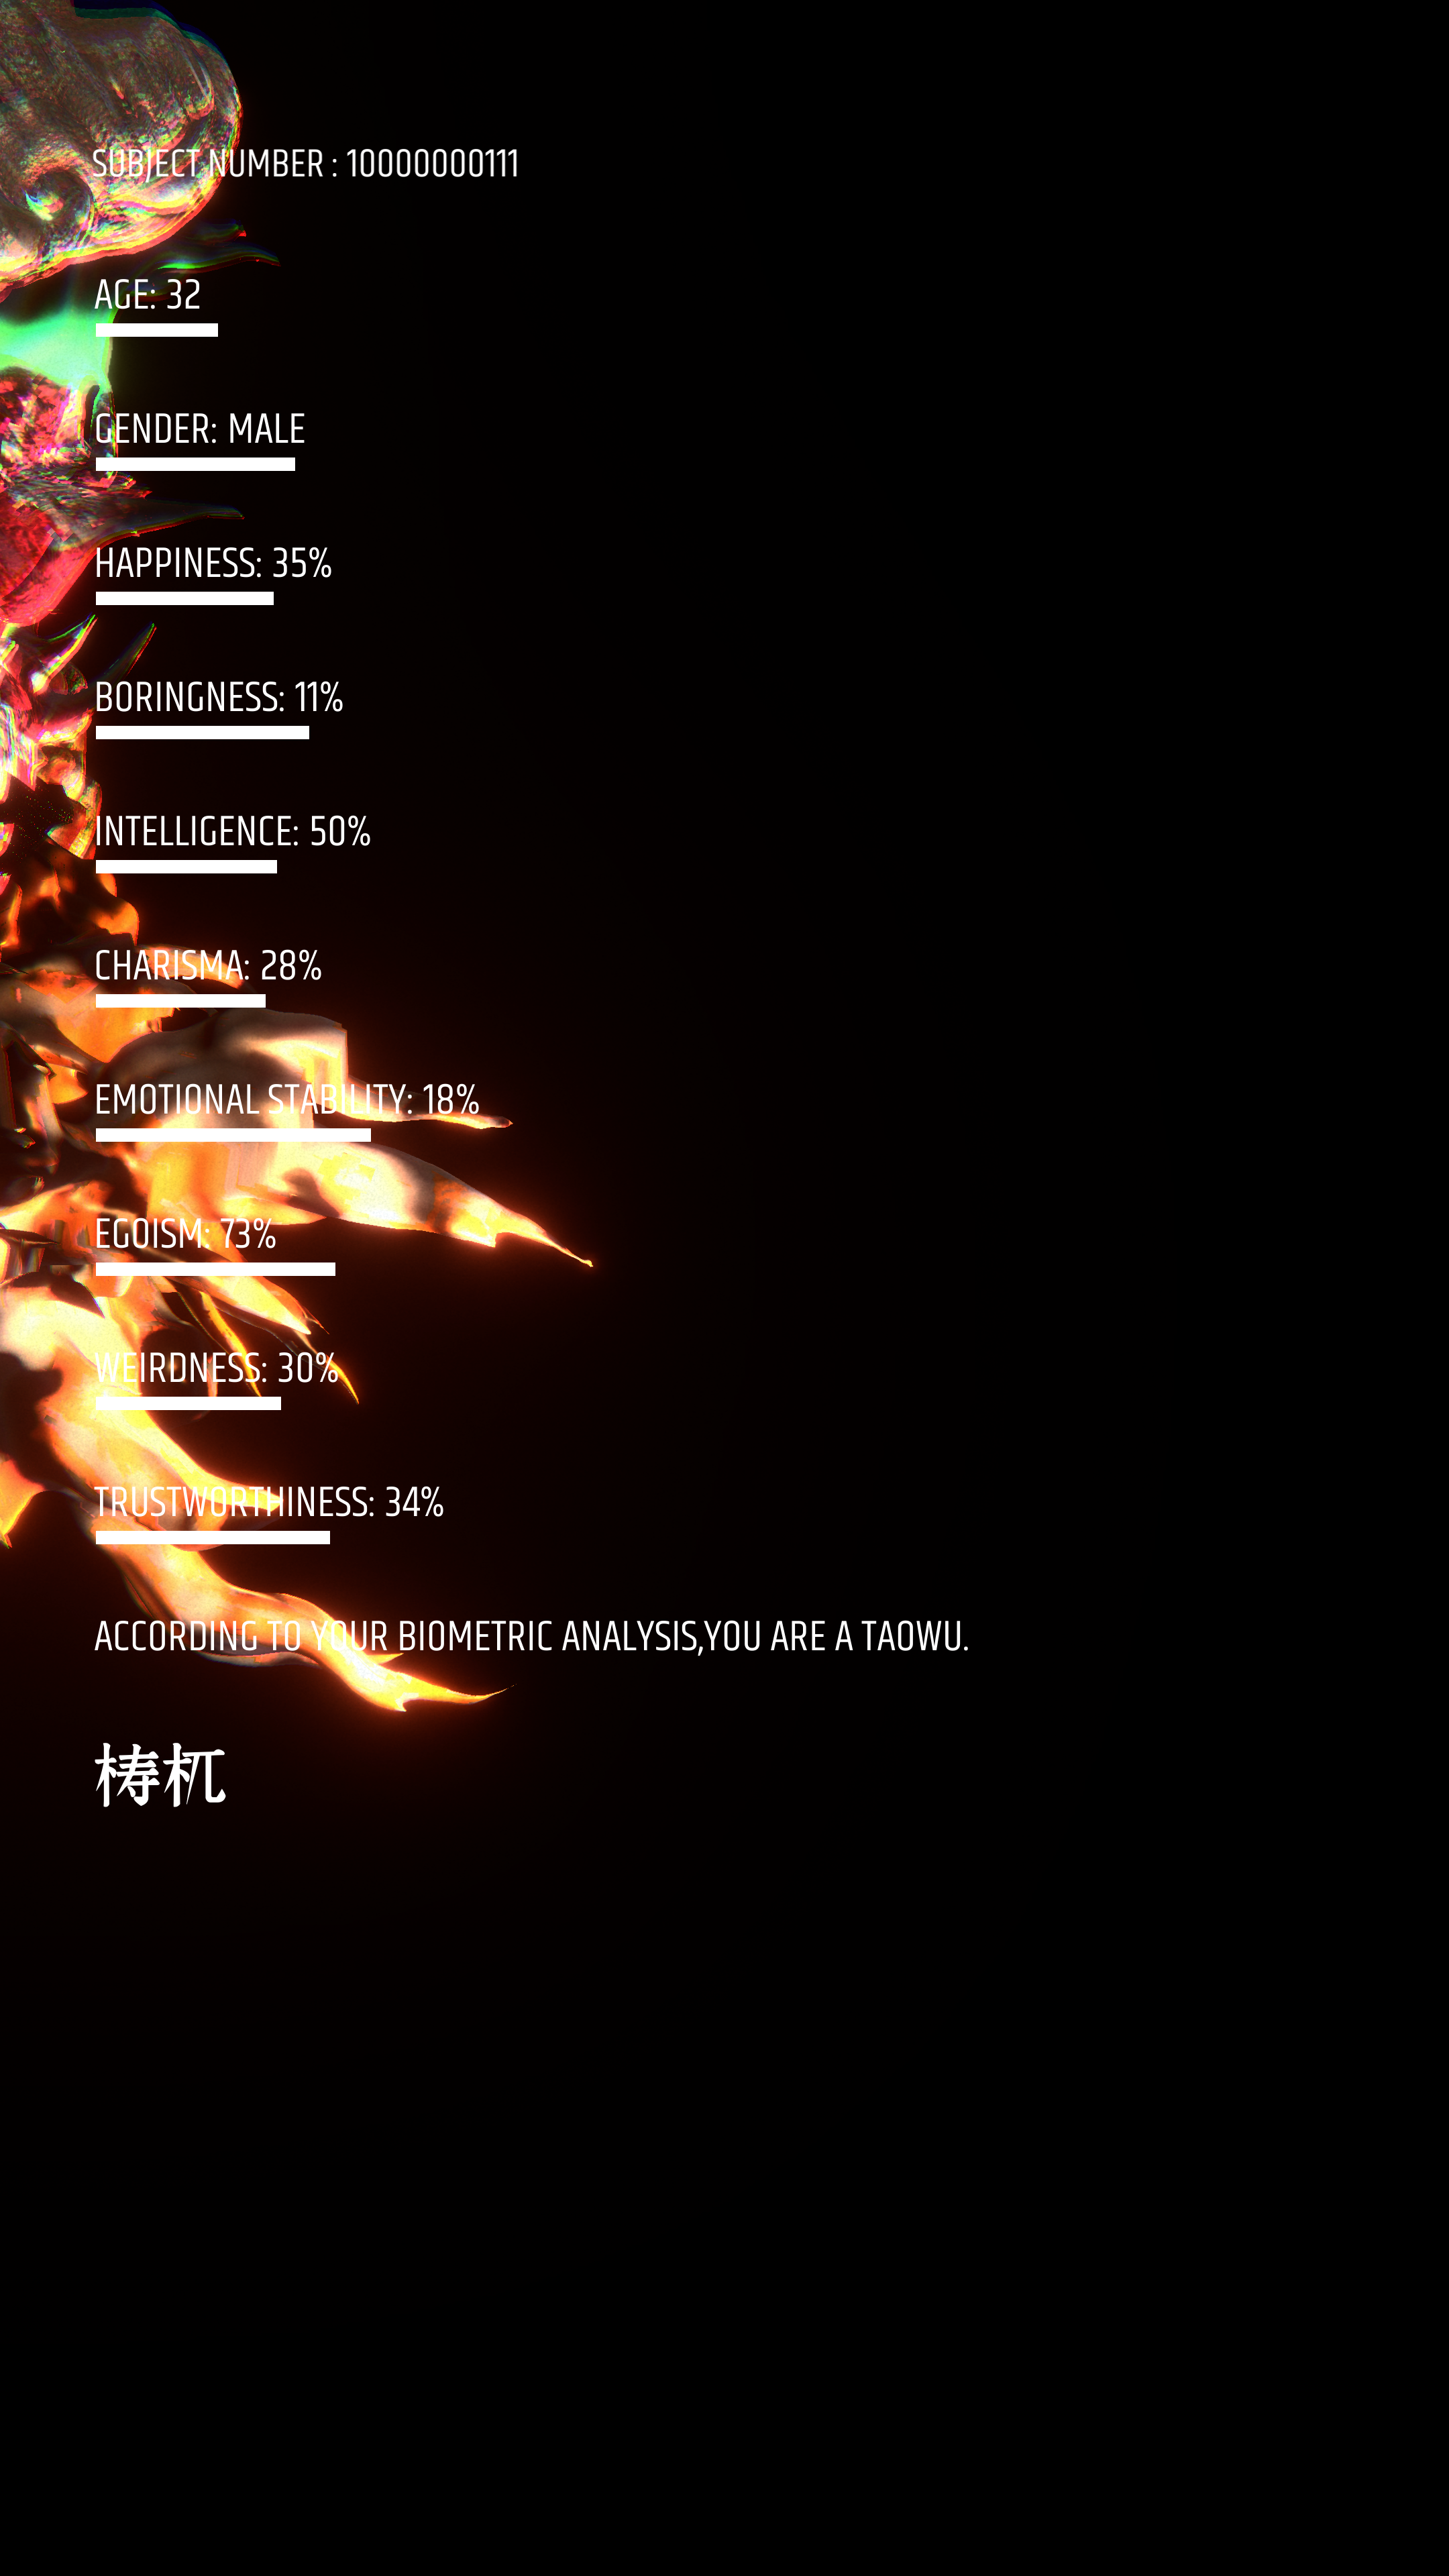 SUBJECT NUMBER : 10000000111
AGE: 32
GENDER: MALE
HAPPINESS: 35%
BORINGNESS: 11%
INTELLIGENCE: 50%
CHARISMA: 28%
EMOTIONAL STABILITY: 18%
EGOISM: 73%
WEIRDNESS: 30%
TRUSTWORTHINESS: 34%
ACCORDING TO YOUR BIOMETRIC ANALYSIS,YOU ARE A TAOWU.
梼杌